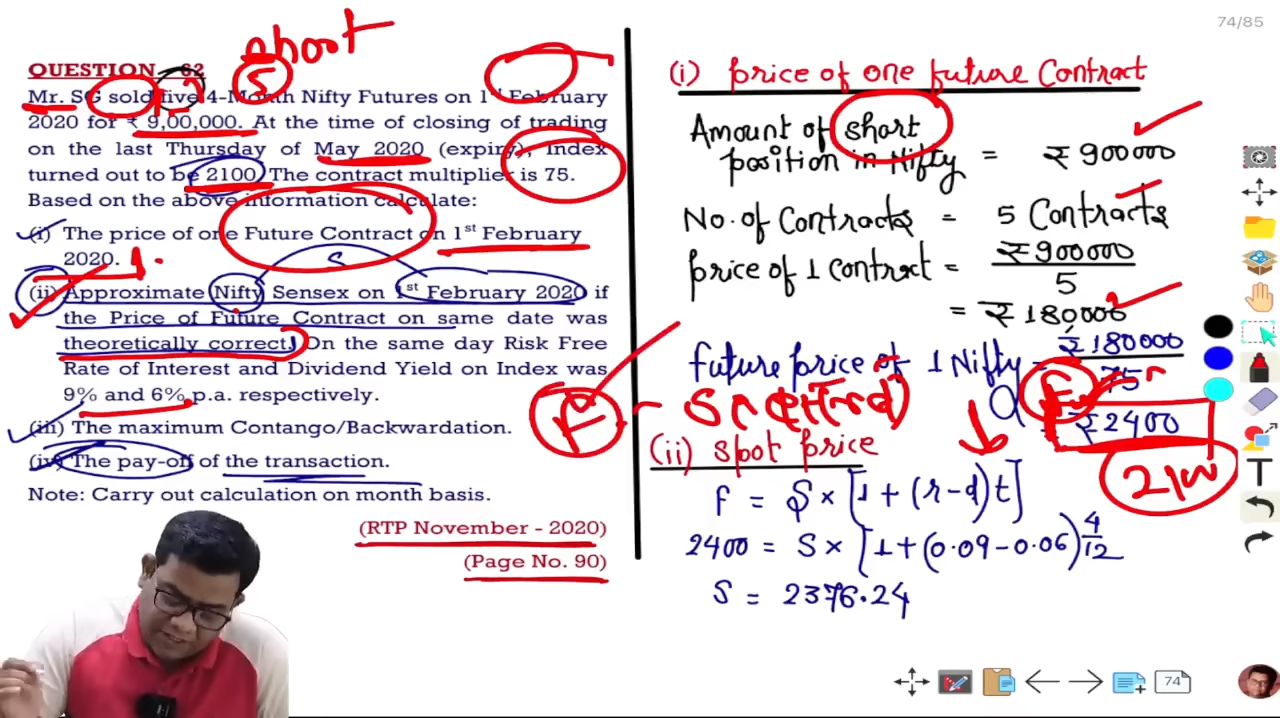 74/85
short
QUESTION 62
5
Mr. SG sold five 4-Month Nifty Futures on 1st February
2020 for ₹ 9,00,000. At the time of closing of trading
on the last Thursday of May 2020 (expiry), Index
turned out to be 2100. The contract multiplier is 75.
Based on the above information calculate:
(i) The price of one Future Contract on 1st February
2020.
S
(ii) Approximate Nifty Sensex on 1st February 2020 if
the Price of Future Contract on same date was
theoretically correct. On the same day Risk Free
Rate of Interest and Dividend Yield on Index was
9% and 6% p.a. respectively.
(iii) The maximum Contango/Backwardation.
(iv) The pay-off of the transaction.
Note: Carry out calculation on month basis.
(RTP November - 2020)
(Page No. 90)
(i) price of one future Contract
Amount of short
position in Nifty = ₹900000
No. of Contracts = 5 Contracts
price of 1 Contract = ₹900000
5
= ₹180000
future price of 1 Nifty = ₹180000
75
= ₹2400
F
F
2100
(ii) spot price
F = S × [1 + (r-d)t]
2400 = S × [1+(0.09-0.06) 4/12
S = 2376.24
74
T